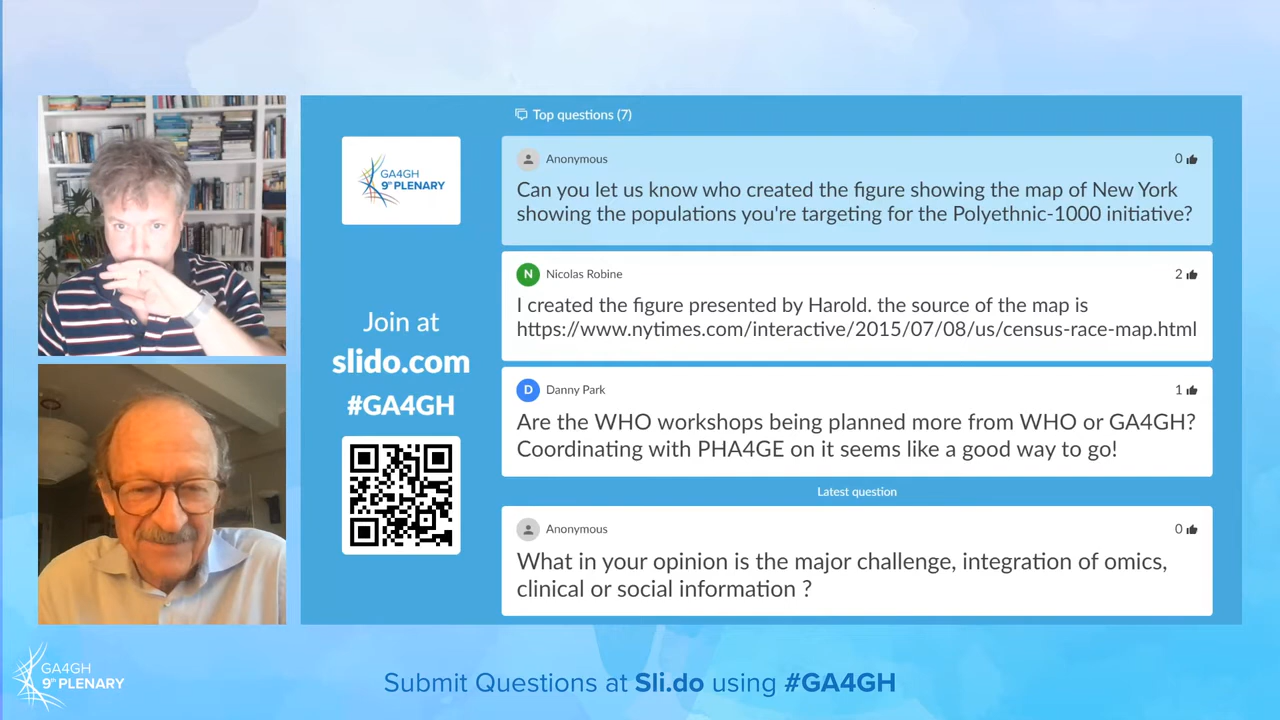 Top questions (7)
GA4GH
9th PLENARY
Join at
slido.com
#GA4GH
Anonymous
0
Can you let us know who created the figure showing the map of New York
showing the populations you're targeting for the Polyethnic-1000 initiative?
N
Nicolas Robine
2
I created the figure presented by Harold. the source of the map is
https://www.nytimes.com/interactive/2015/07/08/us/census-race-map.html
D
Danny Park
1
Are the WHO workshops being planned more from WHO or GA4GH?
Coordinating with PHA4GE on it seems like a good way to go!
Latest question
Anonymous
0
What in your opinion is the major challenge, integration of omics,
clinical or social information ?
GA4GH
9th PLENARY
Submit Questions at Sli.do using #GA4GH